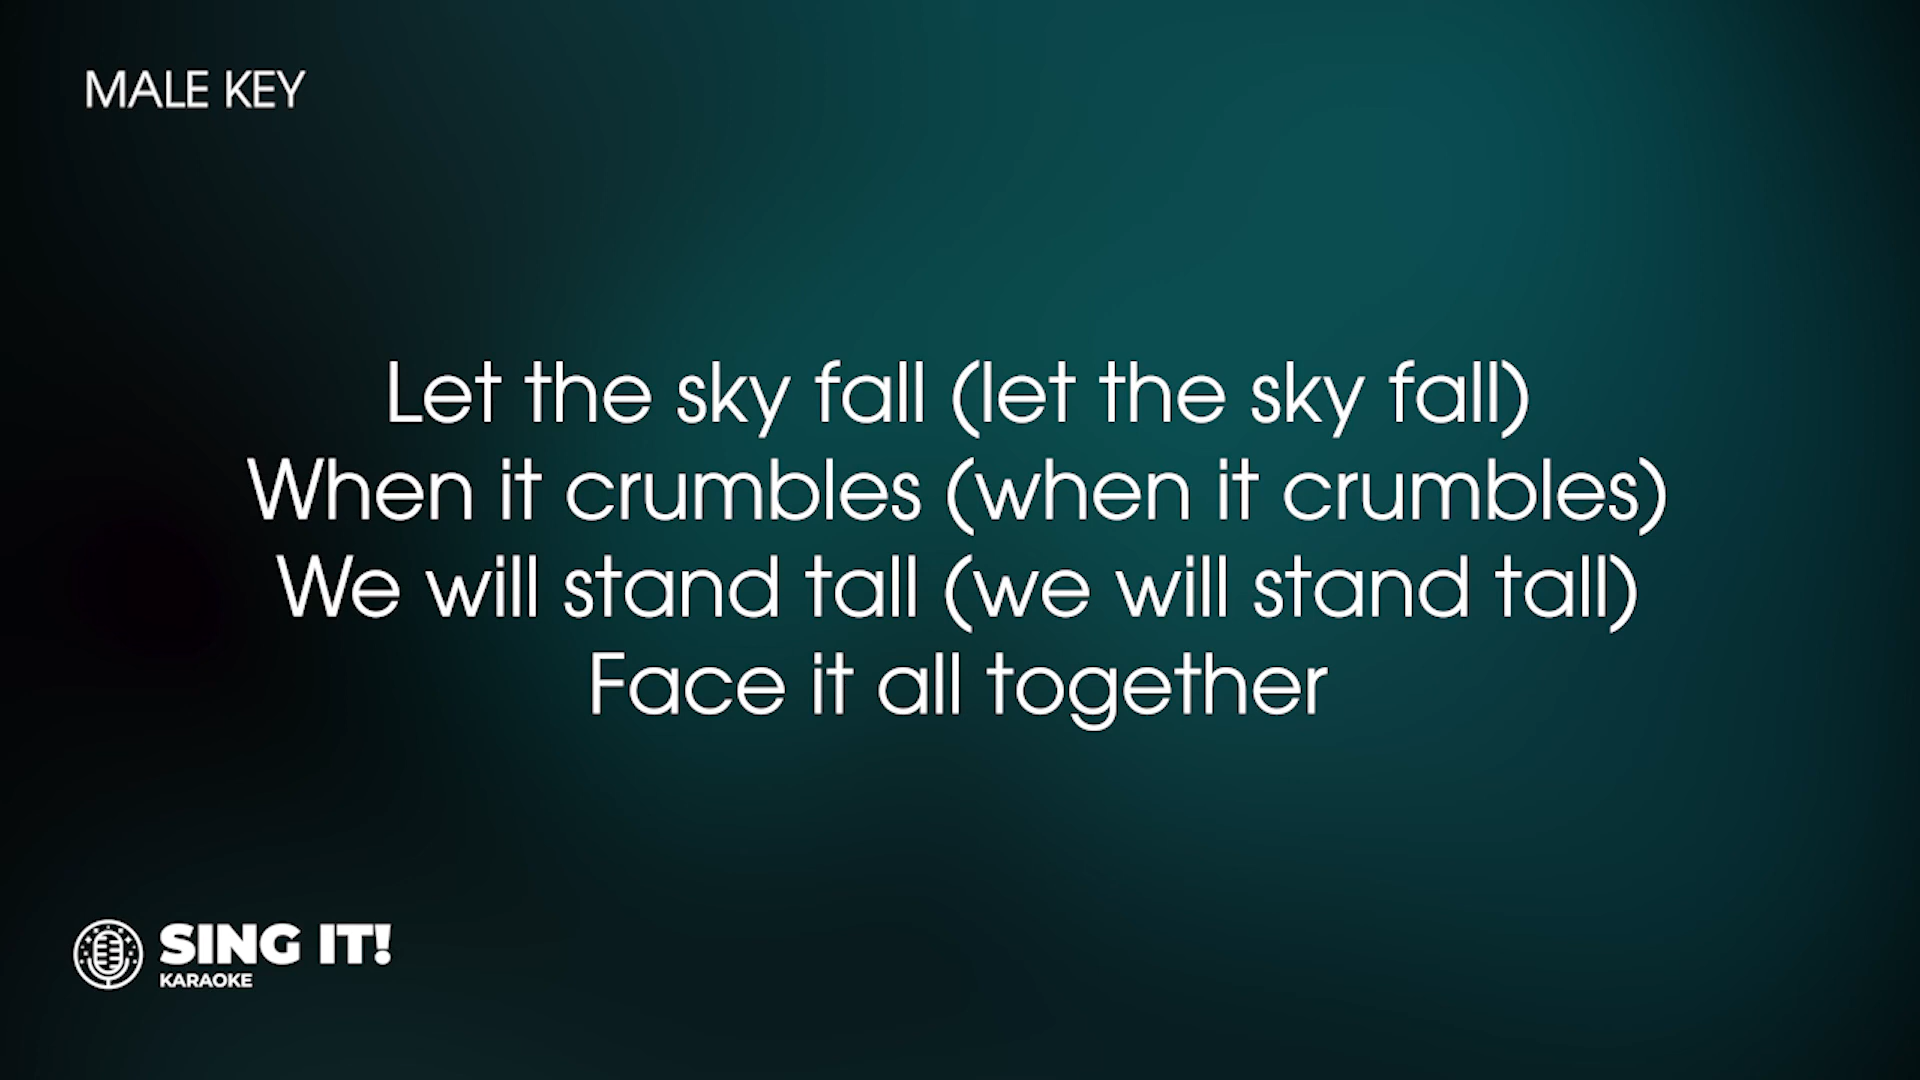 MALE KEY
Let the sky fall (let the sky fall)
When it crumbles (when it crumbles)
We will stand tall (we will stand tall)
Face it all together
SING IT!
KARAOKE